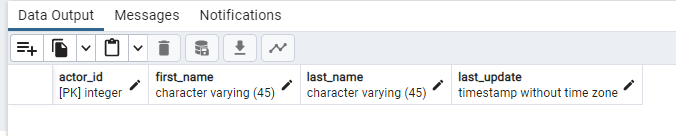 Data Output Messages Notifications
actor_id first_name last_name last_update
[PK] integer character varying (45) character varying (45) timestamp without time zone